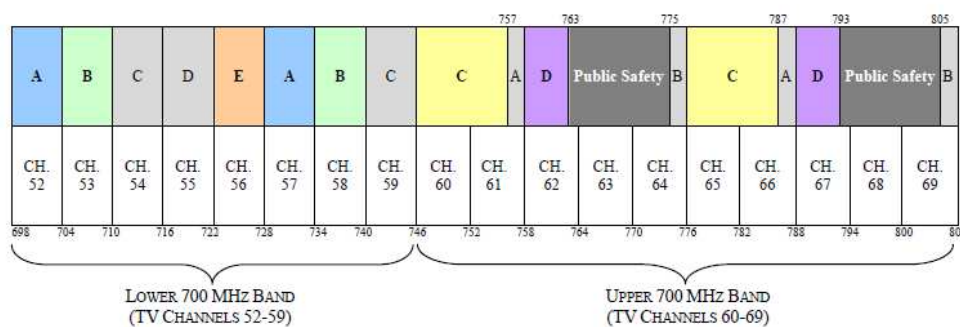 757 763 775 787 793 805
A B C D E A B C C A D Public Safety B C A D Public Safety B
CH. CH. CH. CH. CH. CH. CH. CH. CH. CH. CH. CH. CH. CH. CH. CH. CH. CH.
52 53 54 55 56 57 58 59 60 61 62 63 64 65 66 67 68 69
698 704 710 716 722 728 734 740 746 752 758 764 770 776 782 788 794 800
LOWER 700 MHZ BAND
(TV CHANNELS 52-59)
UPPER 700 MHZ BAND
(TV CHANNELS 60-69)